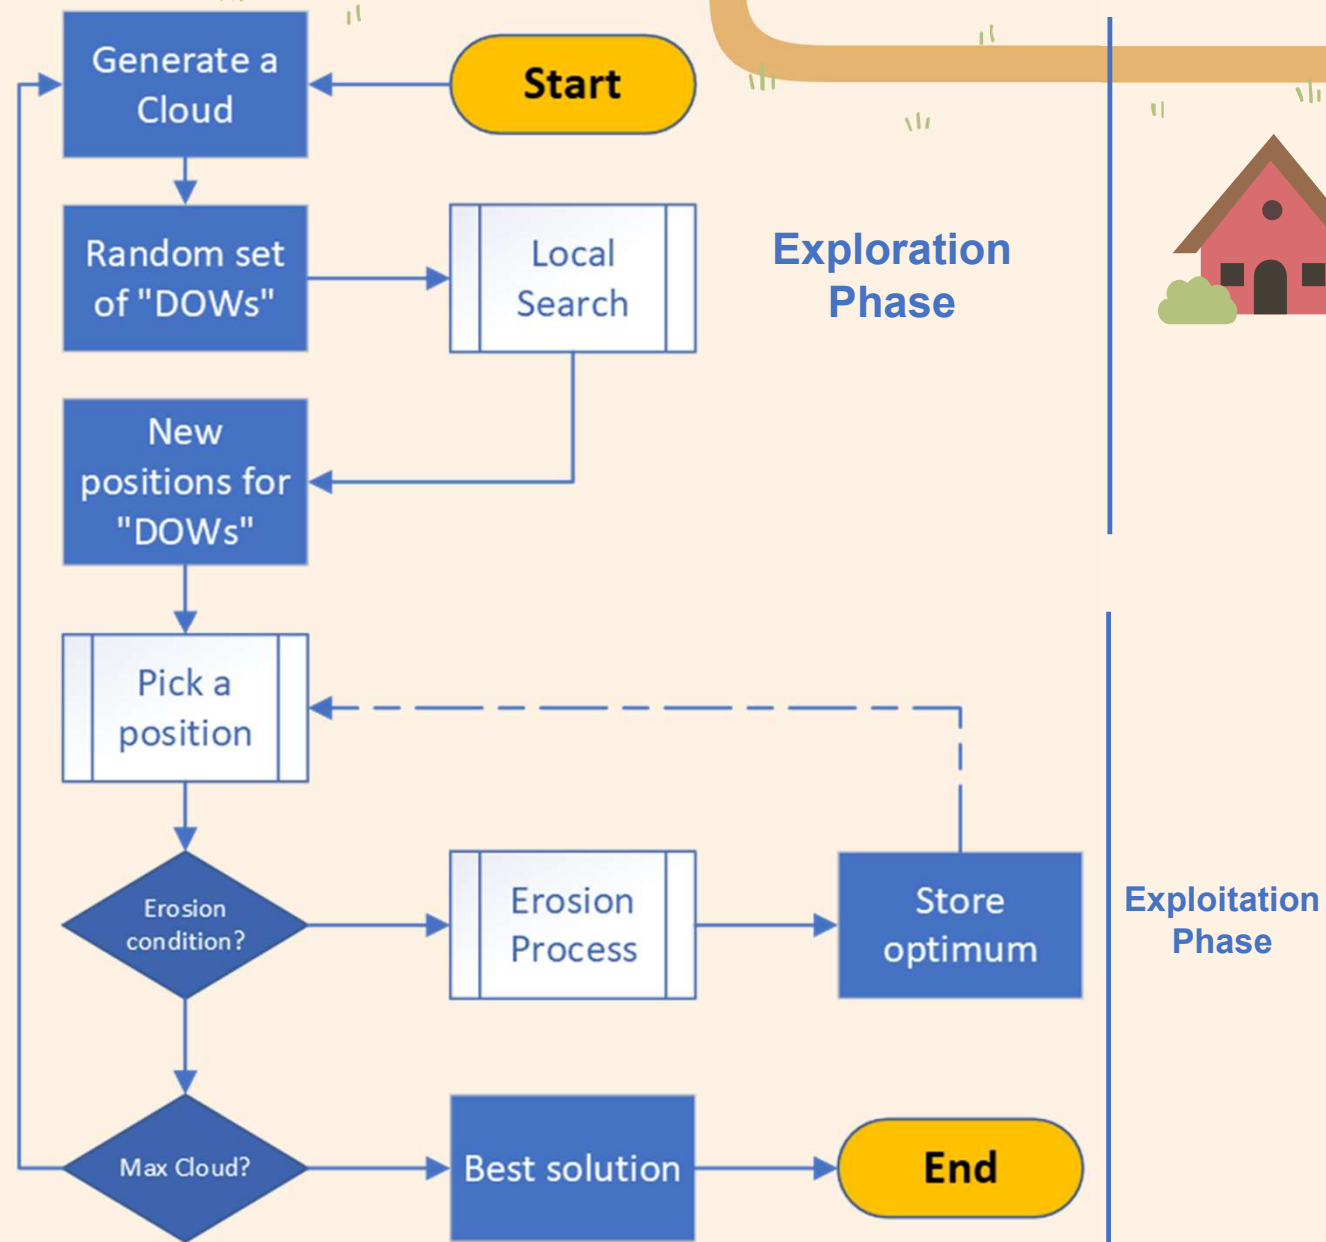 Generate a
Cloud
Start
Random set
of "DOWs"
Local
Search
Exploration
Phase
New
positions for
"DOWs"
Pick a
position
Erosion
condition?
Erosion
Process
Store
optimum
Exploitation
Phase
Max Cloud?
Best solution
End